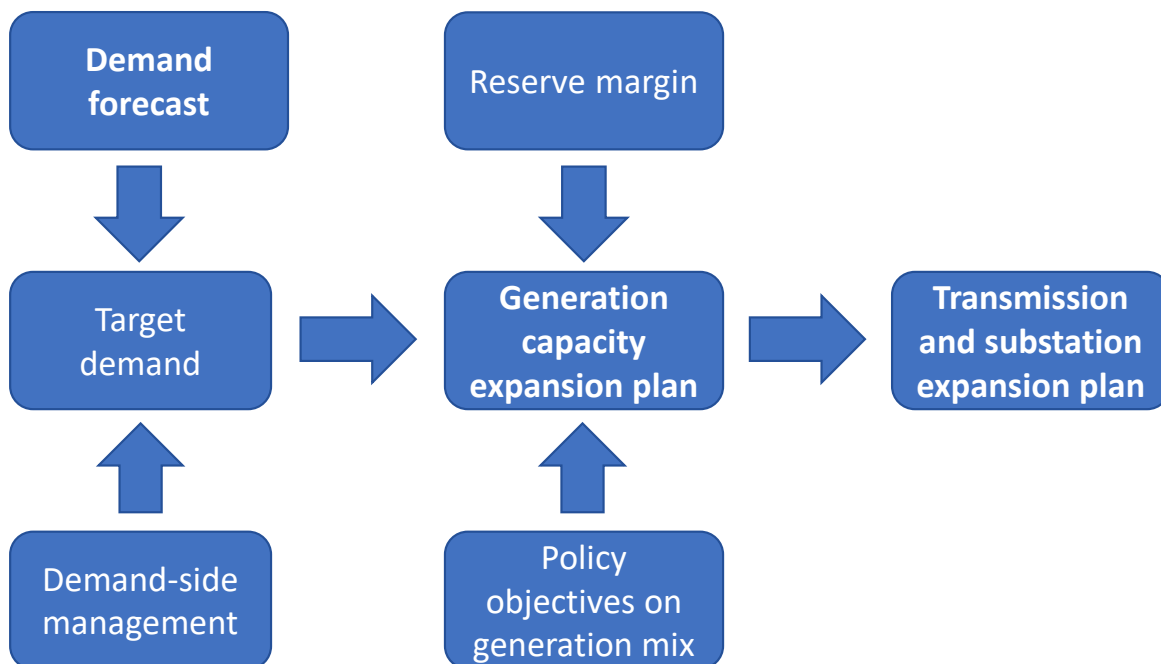 Demand
forecast
Reserve margin
Target
demand
Generation
capacity
expansion plan
Transmission
and substation
expansion plan
Demand-side
management
Policy
objectives on
generation mix